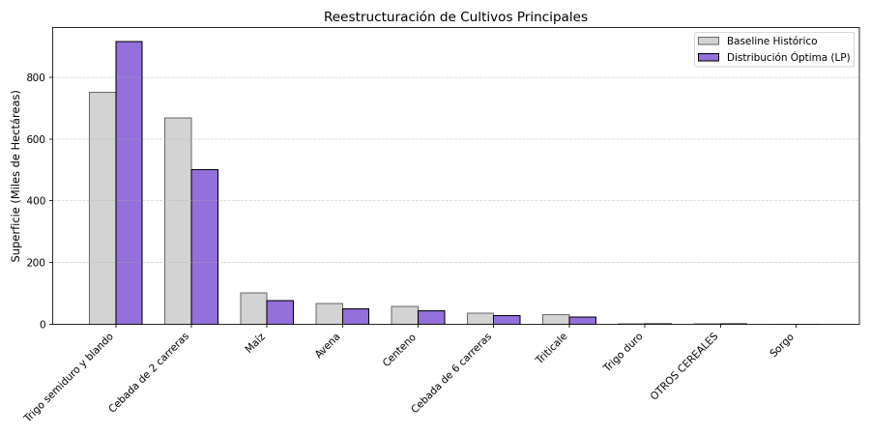 Reestructuración de Cultivos Principales
Baseline Histórico
Distribución Óptima (LP)
Superficie (Miles de Hectáreas)
800
600
400
200
0
Trigo semiduro y blando
Cebada de 2 carreras
Maíz
Avena
Centeno
Cebada de 6 carreras
Triticale
Trigo duro
OTROS CEREALES
Sorgo